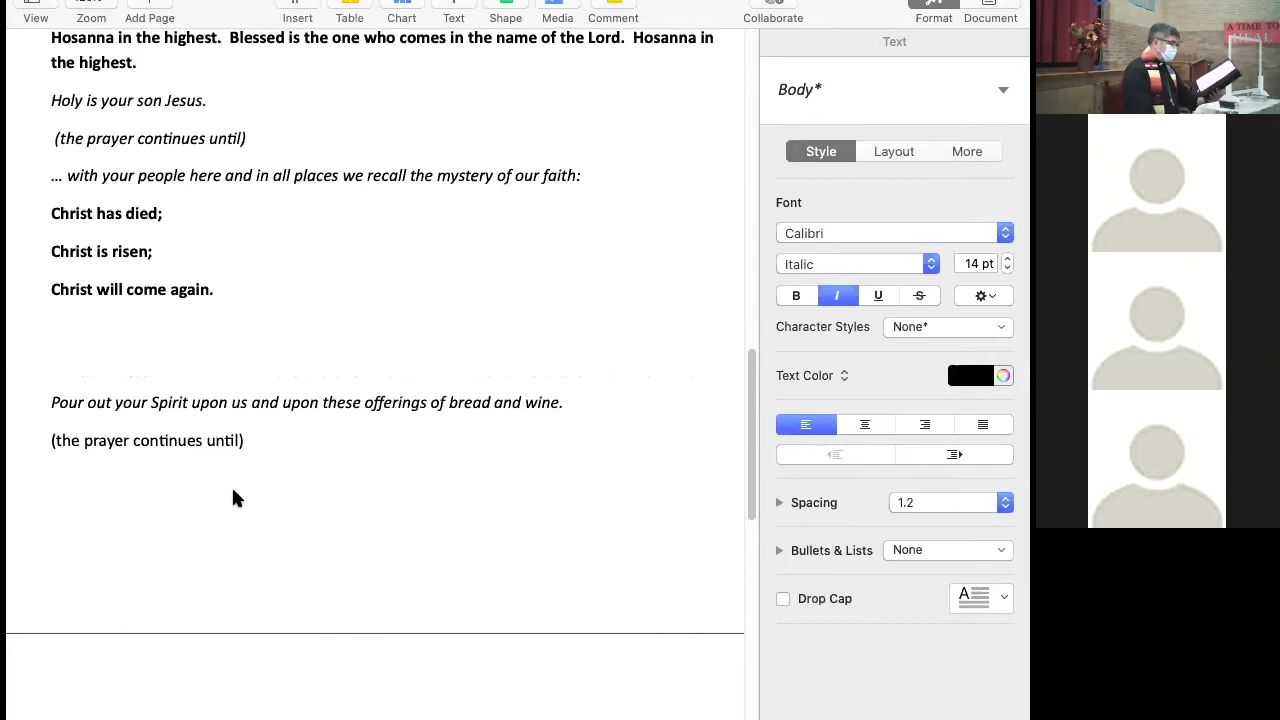 View
Zoom
Add Page
Insert
Table
Chart
Text
Shape
Media
Comment
Collaborate
Format
Document
Hosanna in the highest.  Blessed is the one who comes in the name of the Lord.  Hosanna in
the highest.
Holy is your son Jesus.
(the prayer continues until)
... with your people here and in all places we recall the mystery of our faith:
Christ has died;
Christ is risen;
Christ will come again.
Pour out your Spirit upon us and upon these offerings of bread and wine.
(the prayer continues until)
Text
Body*
Style
Layout
More
Font
Calibri
Italic
14 pt
B
I
U
S
Character Styles
None*
Text Color
Spacing
1.2
Bullets & Lists
None
Drop Cap
A
A TIME TO
HEAL